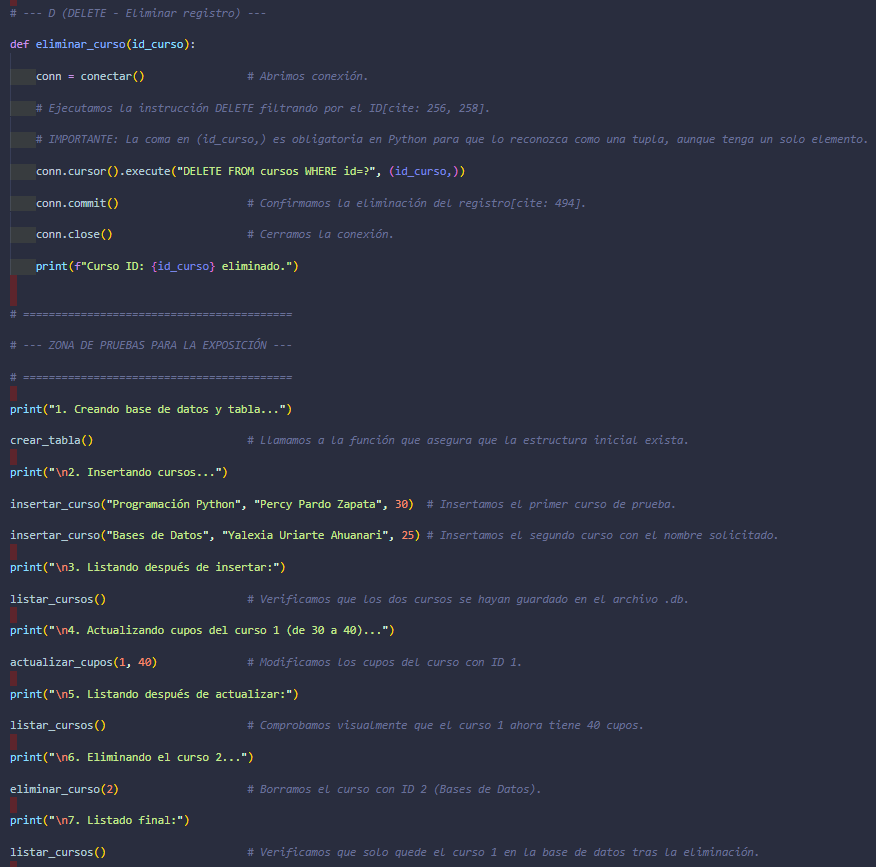 # --- D (DELETE - Eliminar registro) ---
def eliminar_curso(id_curso):
    conn = conectar()                # Abrimos conexión.
    # Ejecutamos la instrucción DELETE filtrando por el ID[cite: 256, 258].
    # IMPORTANTE: la coma en (id_curso,) es obligatoria en Python para que lo reconozca como una tupla, aunque tenga un solo elemento.
    conn.cursor().execute("DELETE FROM cursos WHERE id=?", (id_curso,))
    conn.commit()                    # Confirmamos la eliminación del registro[cite: 494].
    conn.close()                     # Cerramos la conexión.
    print(f"Curso ID: {id_curso} eliminado.")
# ==========================================
# --- ZONA DE PRUEBAS PARA LA EXPOSICIÓN ---
# ==========================================
print("1. Creando base de datos y tabla...")
crear_tabla()                        # Llamamos a la función que asegura que la estructura inicial exista.
print("\n2. Insertando cursos...")
insertar_curso("Programación Python", "Percy Pardo Zapata", 30)  # Insertamos el primer curso de prueba.
insertar_curso("Bases de Datos", "Yalexia Uriarte Ahuanari", 25) # Insertamos el segundo curso con el nombre solicitado.
print("\n3. Listando después de insertar:")
listar_cursos()                      # Verificamos que los dos cursos se hayan guardado en el archivo .db.
print("\n4. Actualizando cupos del curso 1 (de 30 a 40)...")
actualizar_cupos(1, 40)              # Modificamos los cupos del curso con ID 1.
print("\n5. Listando después de actualizar:")
listar_cursos()                      # Comprobamos visualmente que el curso 1 ahora tiene 40 cupos.
print("\n6. Eliminando el curso 2...")
eliminar_curso(2)                    # Borramos el curso con ID 2 (Bases de Datos).
print("\n7. Listado final:")
listar_cursos()                      # Verificamos que solo quede el curso 1 en la base de datos tras la eliminación.